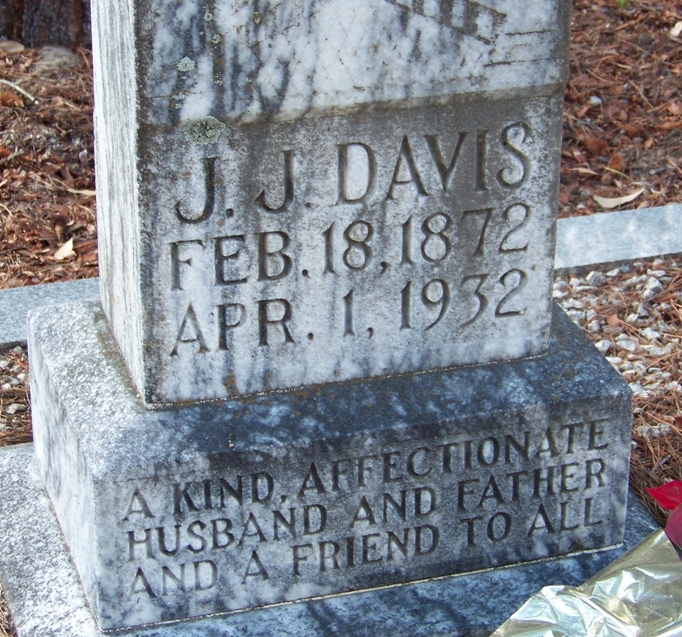 J. J. DAVIS
FEB. 18, 1872
APR. 1, 1932
A KIND, AFFECTIONATE
HUSBAND AND FATHER
AND A FRIEND TO ALL